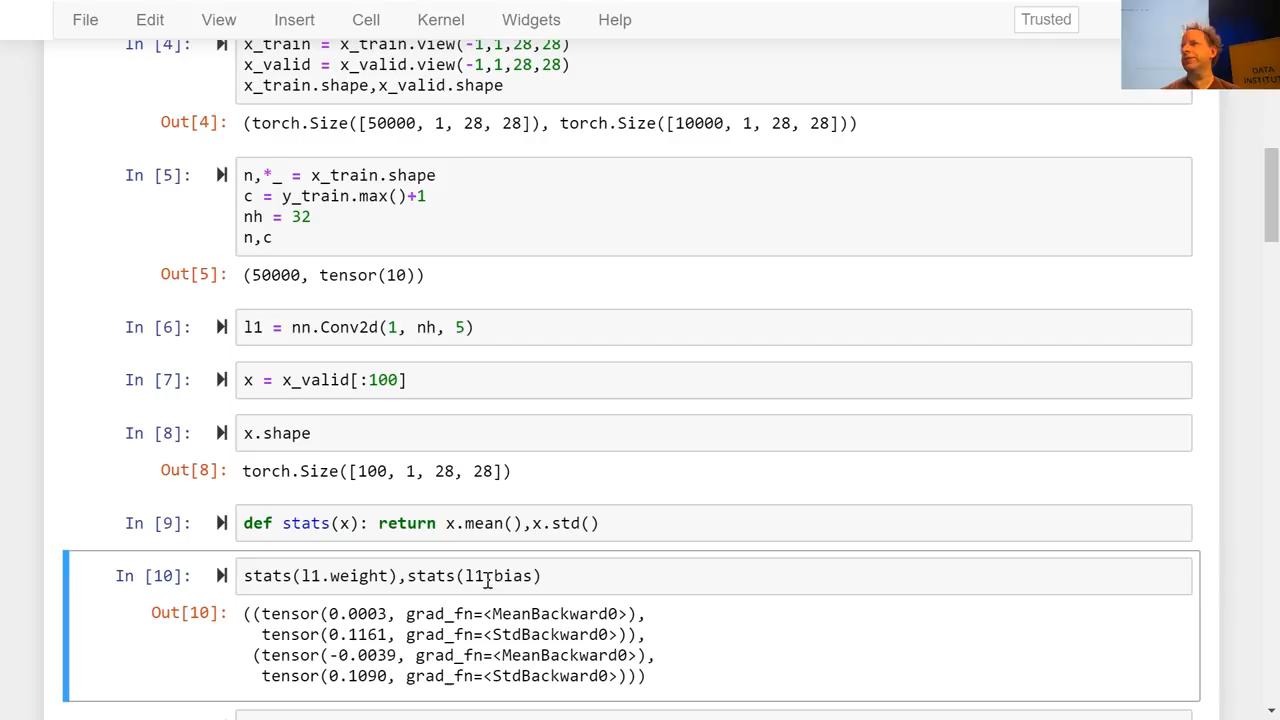 File Edit View Insert Cell Kernel Widgets Help Trusted
DATA
INSTITUT
In [4]: x_train = x_train.view(-1,1,28,28)
x_valid = x_valid.view(-1,1,28,28)
x_train.shape,x_valid.shape
Out[4]: (torch.Size([50000, 1, 28, 28]), torch.Size([10000, 1, 28, 28]))
In [5]: n,*_ = x_train.shape
c = y_train.max()+1
nh = 32
n,c
Out[5]: (50000, tensor(10))
In [6]: l1 = nn.Conv2d(1, nh, 5)
In [7]: x = x_valid[:100]
In [8]: x.shape
Out[8]: torch.Size([100, 1, 28, 28])
In [9]: def stats(x): return x.mean(),x.std()
In [10]: stats(l1.weight),stats(l1.bias)
Out[10]: ((tensor(0.0003, grad_fn=<MeanBackward0>),
tensor(0.1161, grad_fn=<StdBackward0>)),
(tensor(-0.0039, grad_fn=<MeanBackward0>),
tensor(0.1090, grad_fn=<StdBackward0>)))